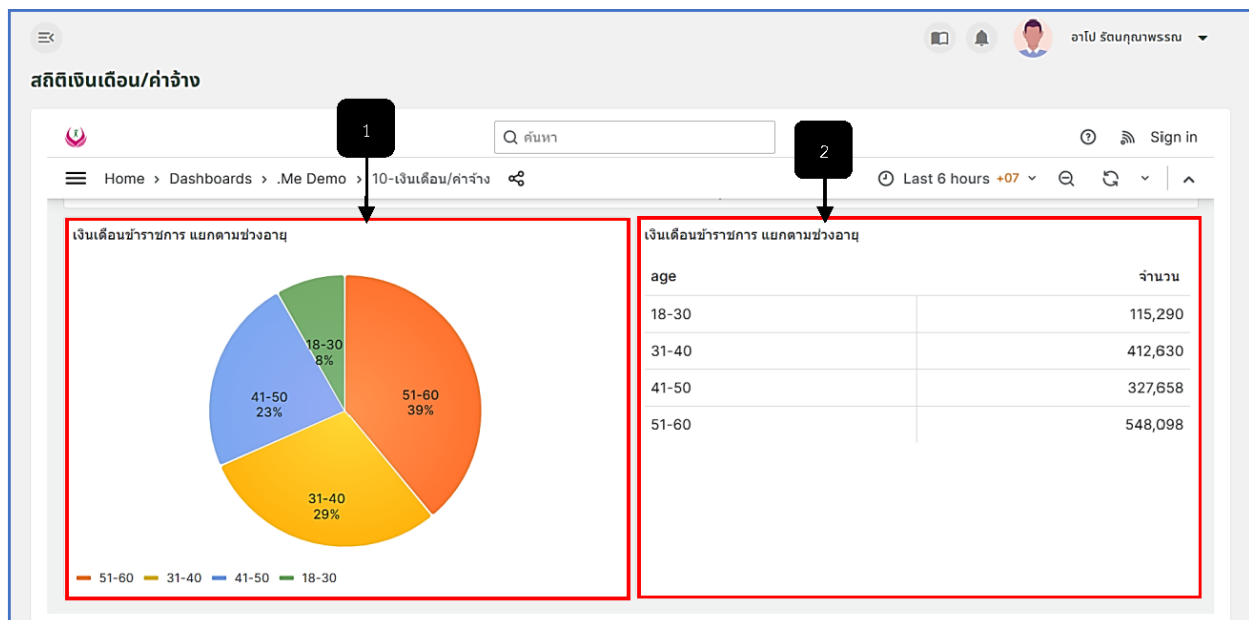 อาโป รัตนกุณาพรรณ
สถิติเงินเดือน/ค่าจ้าง
1
ค้นหา
2
Sign in
Home › Dashboards › .Me Demo › 10-เงินเดือน/ค่าจ้าง
Last 6 hours +07
เงินเดือนข้าราชการ แยกตามช่วงอายุ
18-30
8%
41-50
23%
51-60
39%
31-40
29%
51-60 31-40 41-50 18-30
เงินเดือนข้าราชการ แยกตามช่วงอายุ
age จำนวน
18-30 115,290
31-40 412,630
41-50 327,658
51-60 548,098